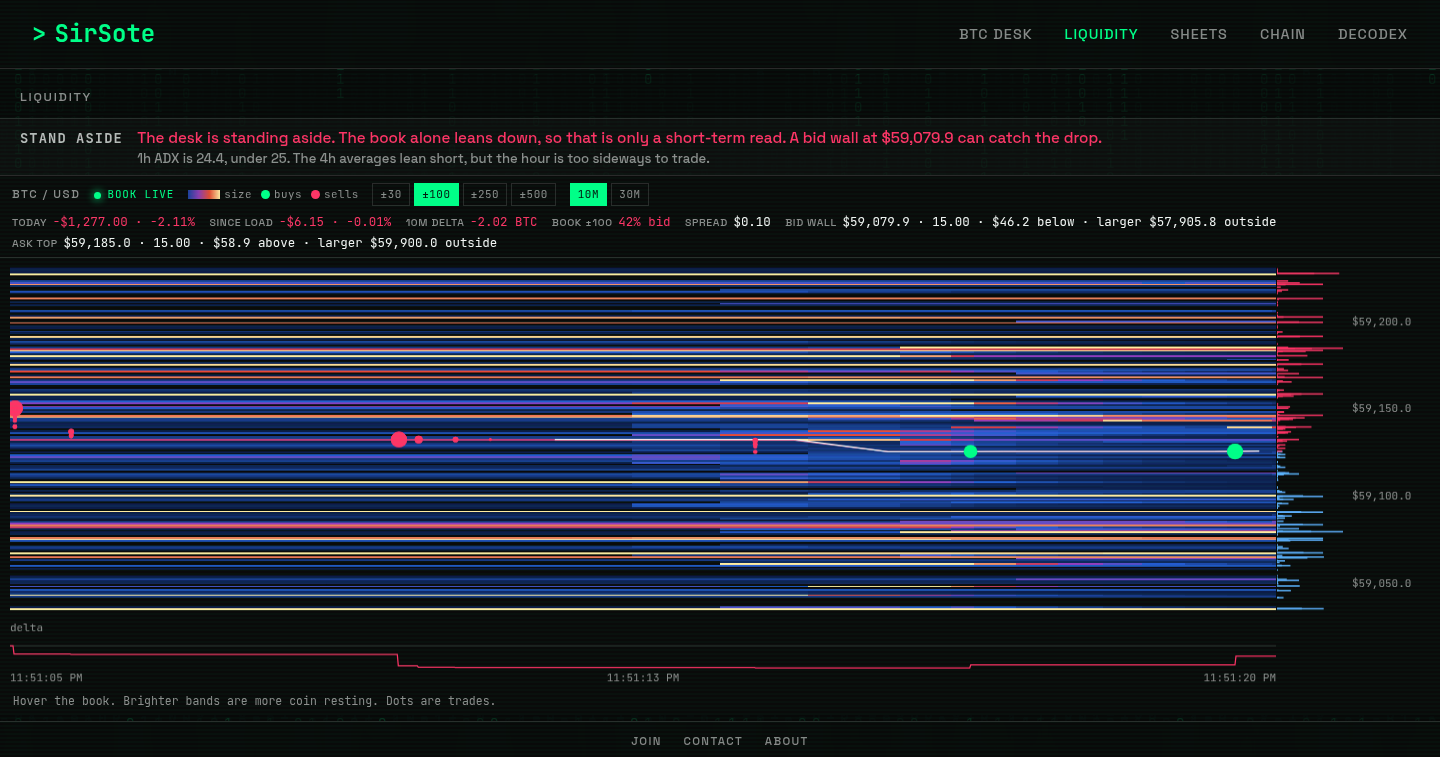 > SirSote
BTC DESK LIQUIDITY SHEETS CHAIN DECODEX
LIQUIDITY
STAND ASIDE The desk is standing aside. The book alone leans down, so that is only a short-term read. A bid wall at $59,079.9 can catch the drop.
1h ADX is 24.4, under 25. The 4h averages lean short, but the hour is too sideways to trade.
BTC / USD BOOK LIVE size buys sells ±30 ±100 ±250 ±500 10M 30M
TODAY -$1,277.00 · -2.11% SINCE LOAD -$6.15 · -0.01% 10M DELTA -2.02 BTC BOOK ±100 42% bid SPREAD $0.10 BID WALL $59,079.9 · 15.00 · $46.2 below · larger $57,905.8 outside
ASK TOP $59,185.0 · 15.00 · $58.9 above · larger $59,900.0 outside
$59,200.0
$59,150.0
$59,100.0
$59,050.0
delta
11:51:05 PM 11:51:13 PM 11:51:20 PM
Hover the book. Brighter bands are more coin resting. Dots are trades.
JOIN CONTACT ABOUT